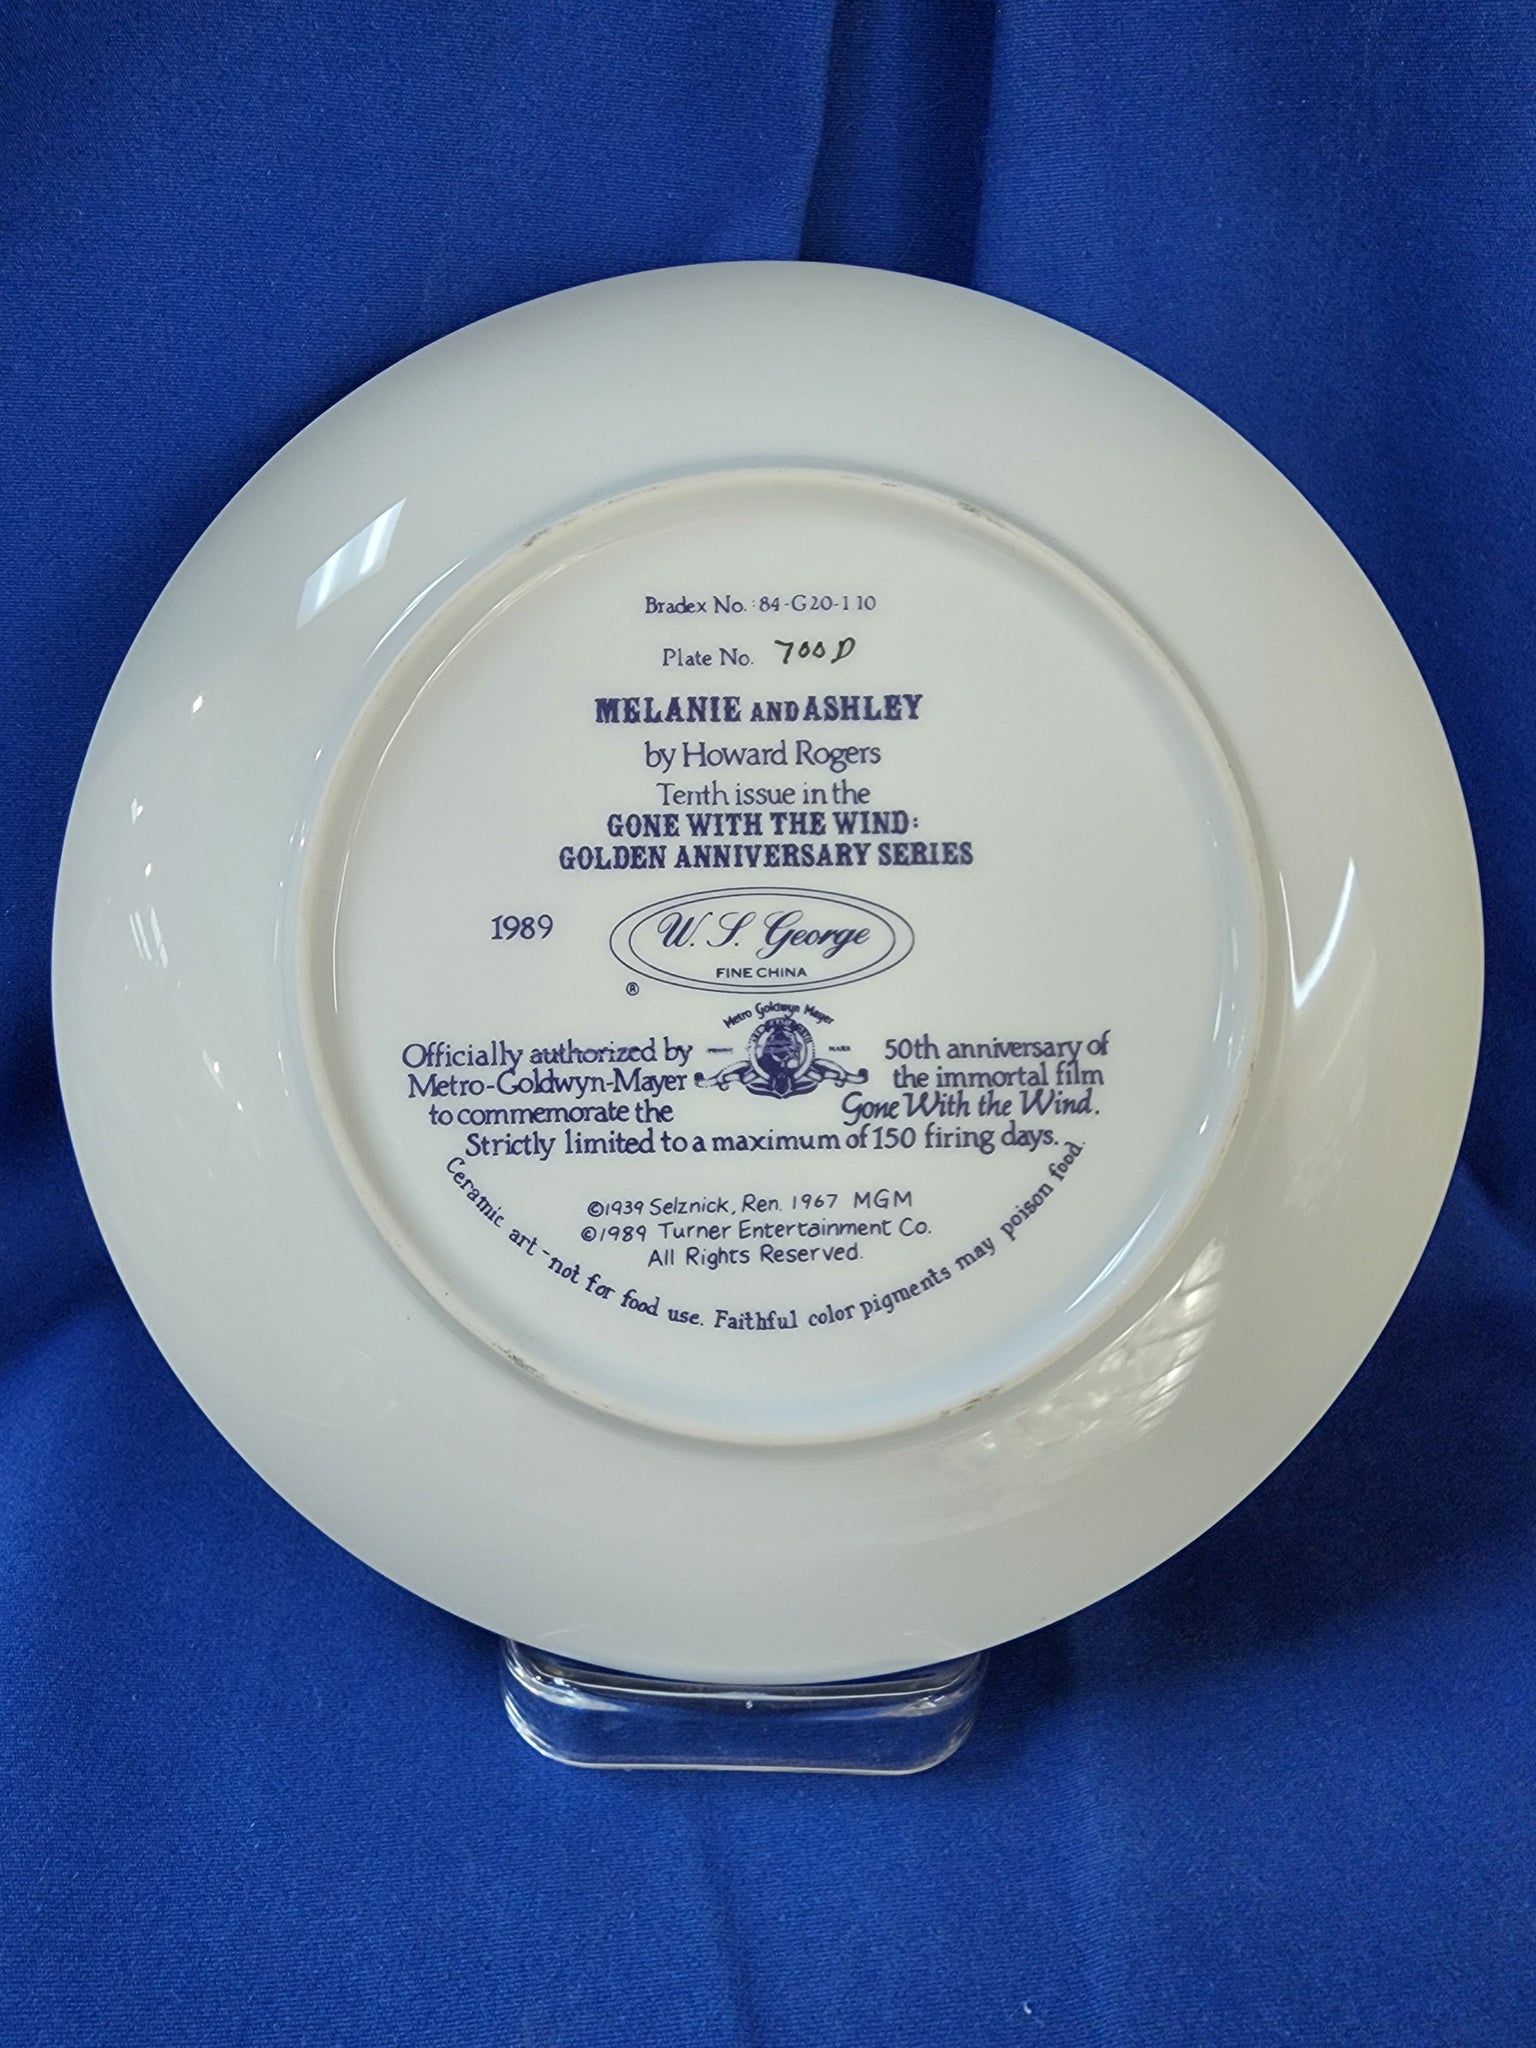 Bradex No.: 84-G20-1.10
Plate No. 700D
MELANIE AND ASHLEY
by Howard Rogers
Tenth issue in the
GONE WITH THE WIND:
GOLDEN ANNIVERSARY SERIES
1989
W. S. George
FINE CHINA
®
Metro Goldwyn Mayer
Officially authorized by
Metro-Goldwyn-Mayer
to commemorate the
50th anniversary of
the immortal film
Gone With the Wind.
Strictly limited to a maximum of 150 firing days.
©1939 Selznick, Ren. 1967 MGM
©1989 Turner Entertainment Co.
All Rights Reserved.
Ceramic art - not for food use. Faithful color pigments may poison food.